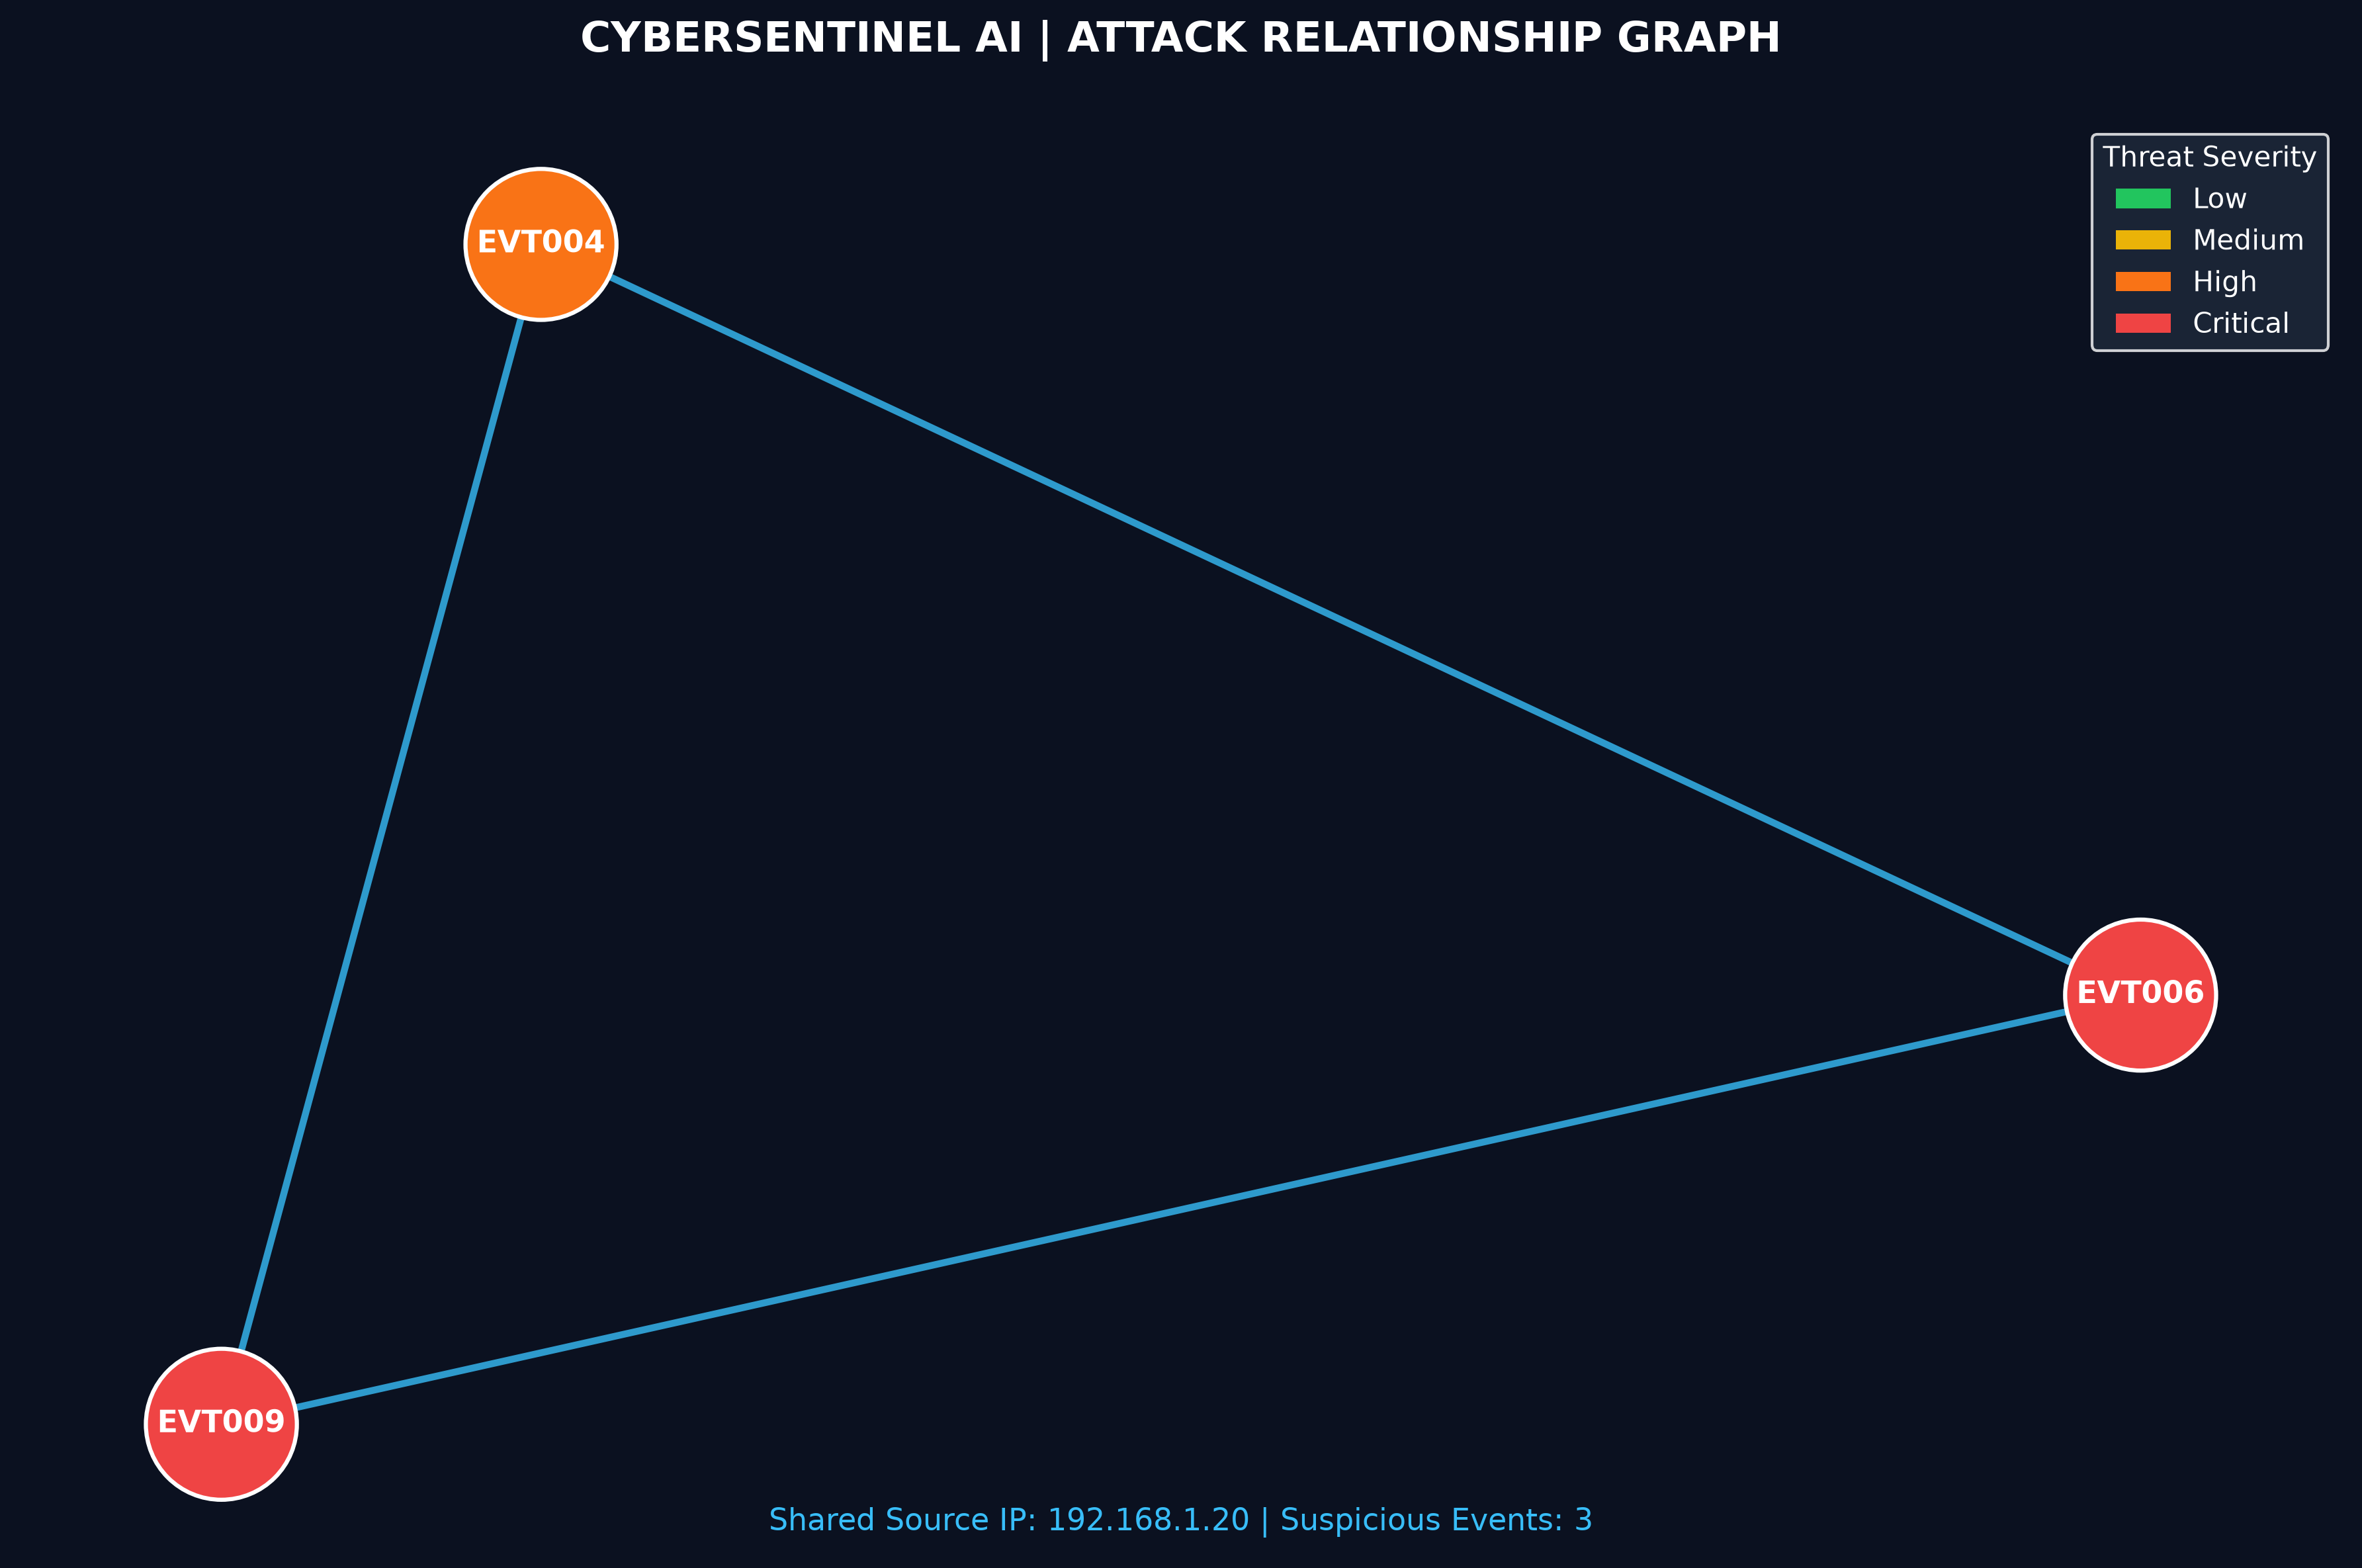 CYBERSENTINEL AI | ATTACK RELATIONSHIP GRAPH
Threat Severity
Low
Medium
High
Critical
EVT004
EVT006
EVT009
Shared Source IP: 192.168.1.20 | Suspicious Events: 3